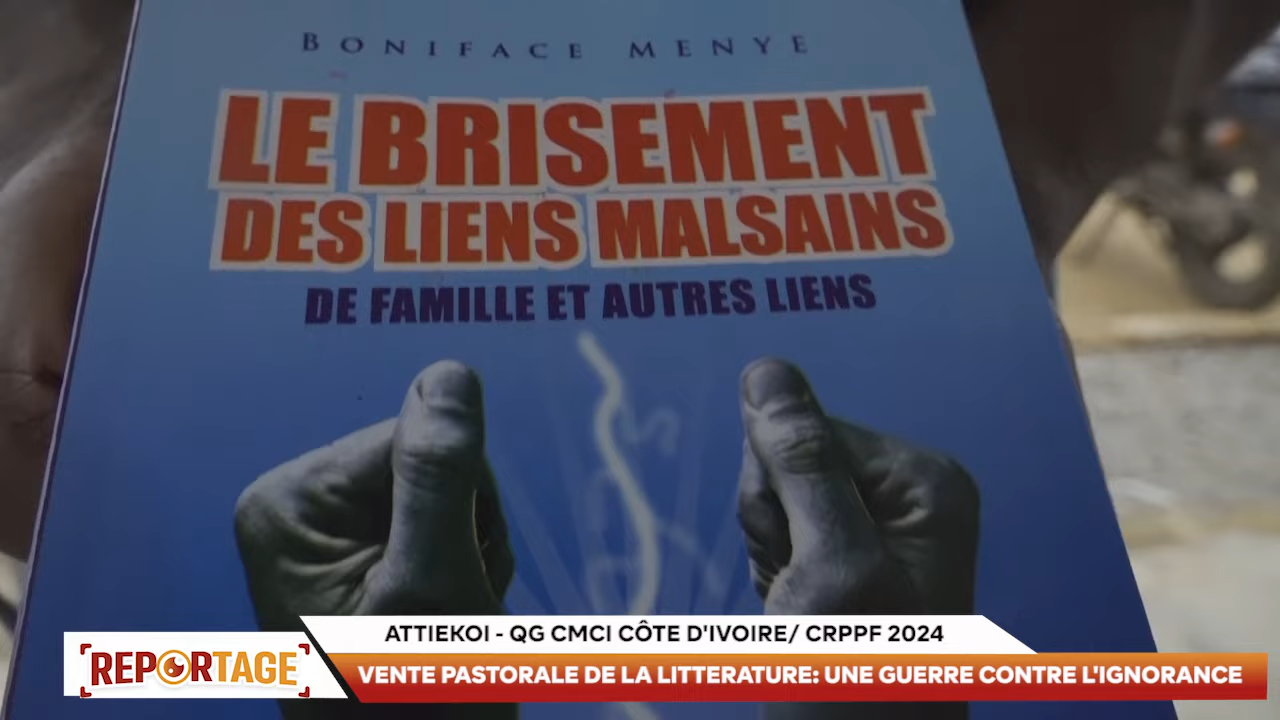 BONIFACE MENYE
LE BRISEMENT
DES LIENS MALSAINS
DE FAMILLE ET AUTRES LIENS
ATTIEKOI - QG CMCI CÔTE D'IVOIRE/ CRPPF 2024
REPORTAGE
VENTE PASTORALE DE LA LITTERATURE: UNE GUERRE CONTRE L'IGNORANCE